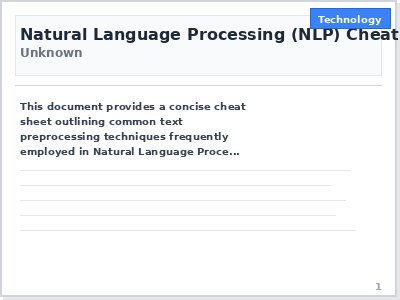 Technology
Natural Language Processing (NLP) Cheat
Unknown
This document provides a concise cheat
sheet outlining common text
preprocessing techniques frequently
employed in Natural Language Proce...
1